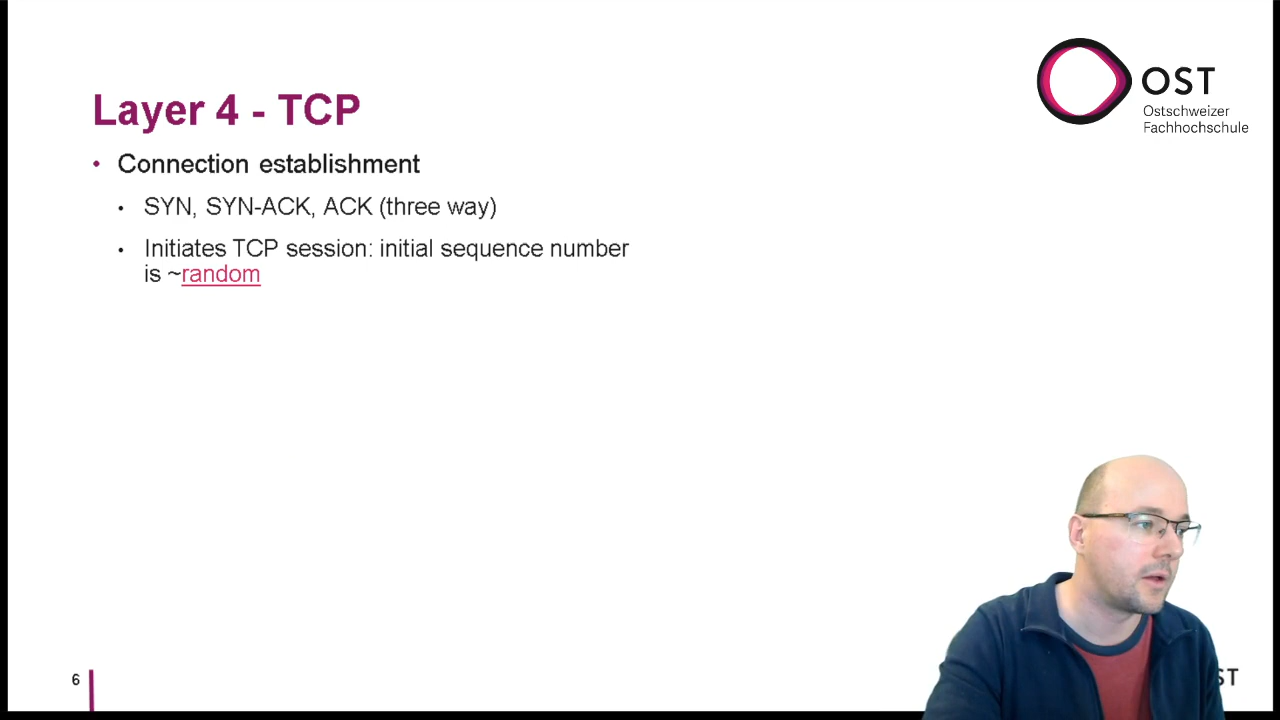 OST
Ostschweizer
Fachhochschule
Layer 4 - TCP
• Connection establishment
• SYN, SYN-ACK, ACK (three way)
• Initiates TCP session: initial sequence number
is ~random
6
ST